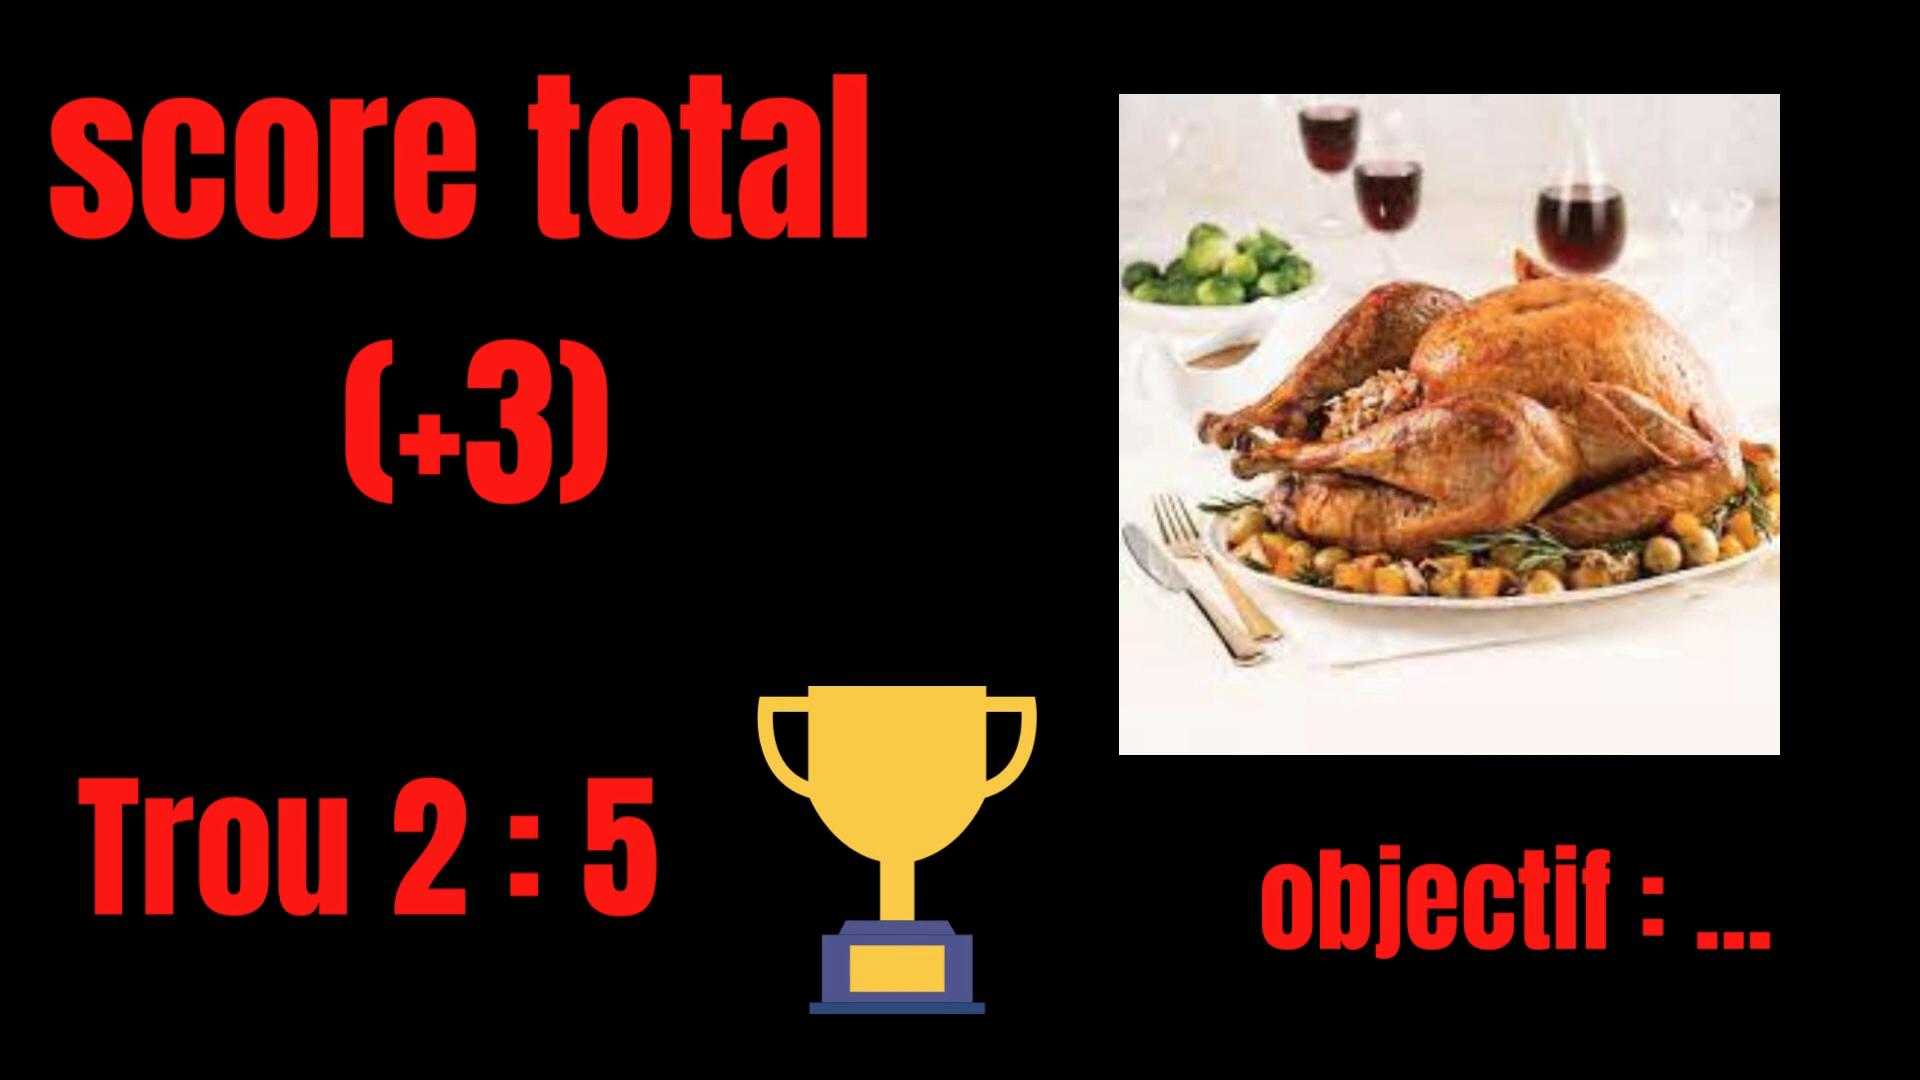 score total
(+3)
Trou 2 : 5
objectif : ...